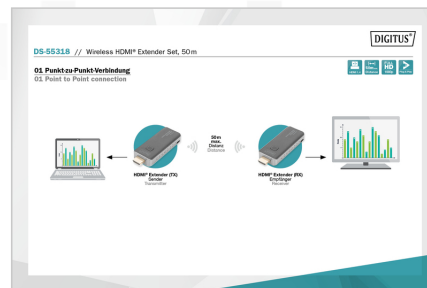 DIGITUS®
DS-55318 // Wireless HDMI® Extender Set, 50m
01 Punkt-zu-Punkt-Verbindung
01 Point to Point connection
HD
50m
max.
Distanz
Distance
HDMI® Extender (TX)
Sender
Transmitter
HDMI® Extender (RX)
Empfänger
Receiver